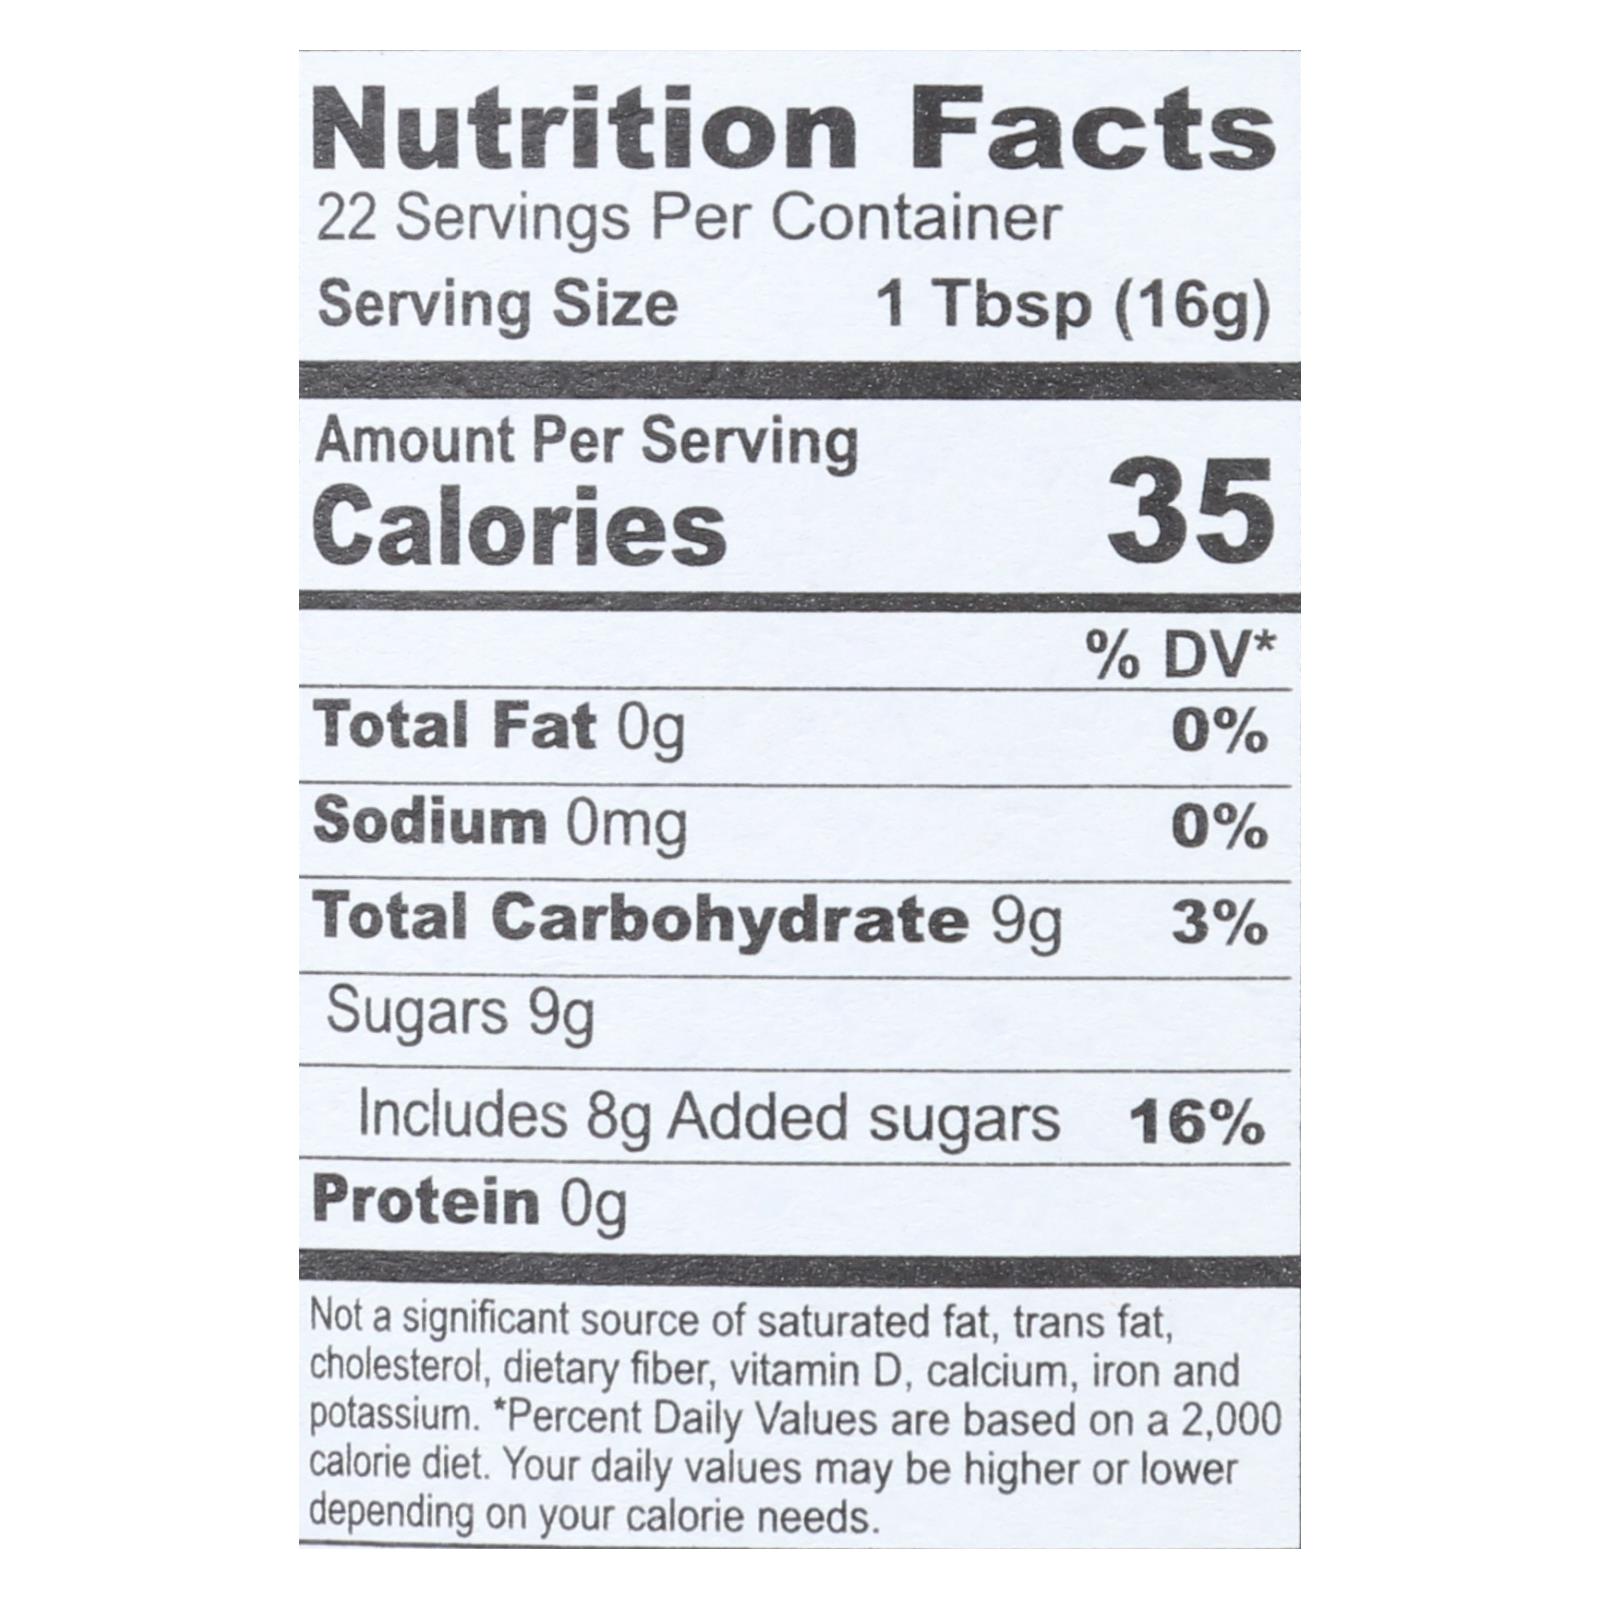 Nutrition Facts
22 Servings Per Container
Serving Size 1 Tbsp (16g)
Amount Per Serving
Calories 35
% DV*
Total Fat 0g 0%
Sodium 0mg 0%
Total Carbohydrate 9g 3%
Sugars 9g
Includes 8g Added sugars 16%
Protein 0g
Not a significant source of saturated fat, trans fat,
cholesterol, dietary fiber, vitamin D, calcium, iron and
potassium. *Percent Daily Values are based on a 2,000
calorie diet. Your daily values may be higher or lower
depending on your calorie needs.